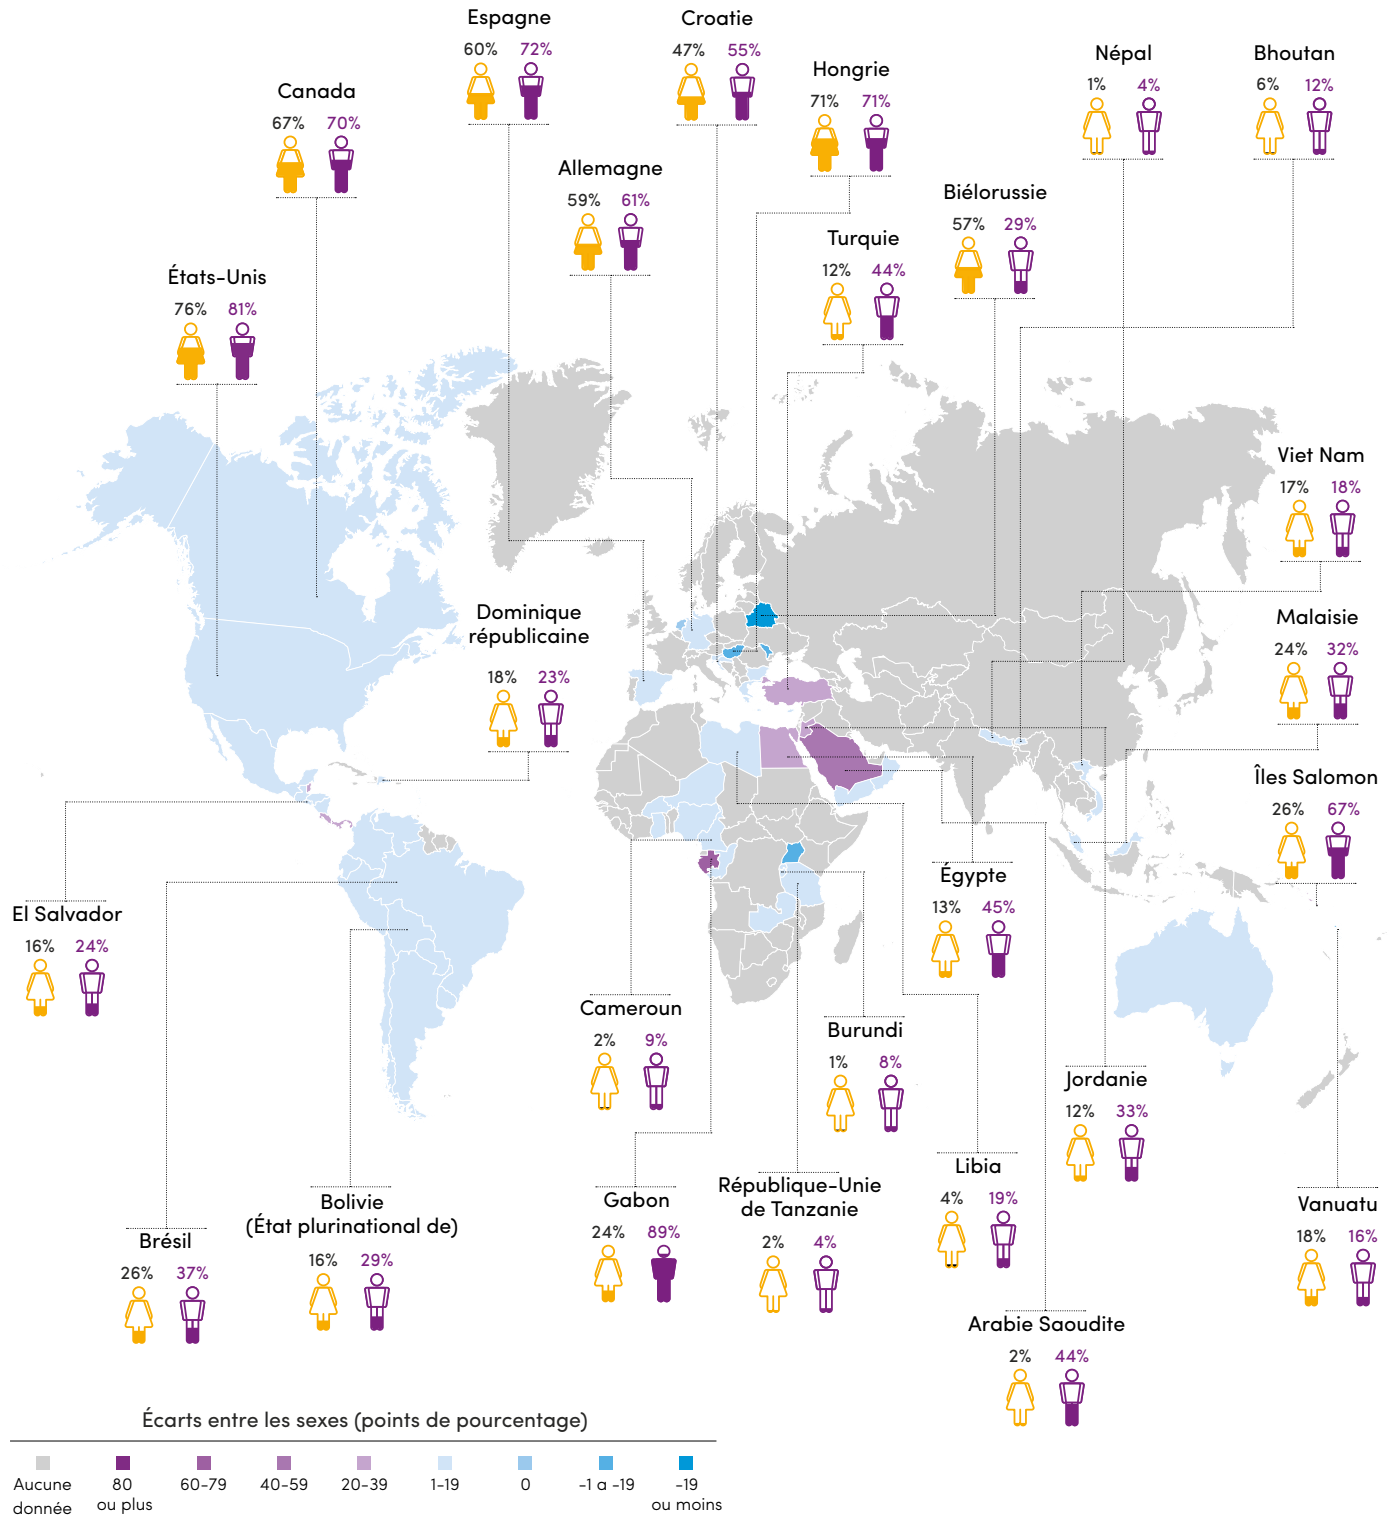 Espagne
60% 72%
Croatie
47% 55%
Népal
1% 4%
Bhoutan
6% 12%
Hongrie
71% 71%
Canada
67% 70%
Allemagne
59% 61%
Biélorussie
57% 29%
Turquie
12% 44%
États-Unis
76% 81%
Viet Nam
17% 18%
Dominique
républicaine
18% 23%
Malaisie
24% 32%
Îles Salomon
26% 67%
El Salvador
16% 24%
Égypte
13% 45%
Cameroun
2% 9%
Burundi
1% 8%
Jordanie
12% 33%
Libia
4% 19%
République-Unie
de Tanzanie
2% 4%
Gabon
24% 89%
Bolivie
(État plurinational de)
16% 29%
Brésil
26% 37%
Vanuatu
18% 16%
Arabie Saoudite
2% 44%
Écarts entre les sexes (points de pourcentage)
Aucune
donnée
80
ou plus
60-79
40-59
20-39
1-19
0
-1 a -19
-19
ou moins